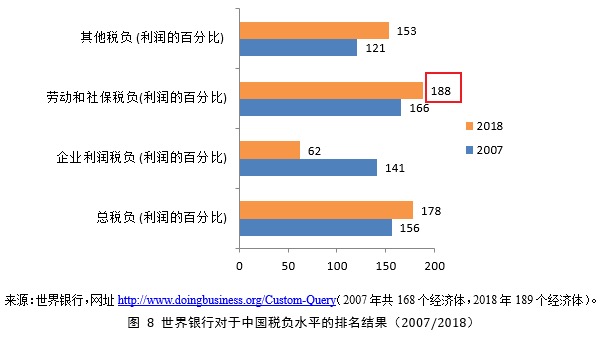 其他税负 (利润的百分比)
153
121
劳动和社保税负(利润的百分比)
188
166
企业利润税负 (利润的百分比)
62
141
总税负 (利润的百分比)
178
156
2018
2007
0 50 100 150 200
来源：世界银行，网址 http://www.doingbusiness.org/Custom-Query（2007 年共 168 个经济体，2018 年 189 个经济体）。
图 8 世界银行对于中国税负水平的排名结果（2007/2018）